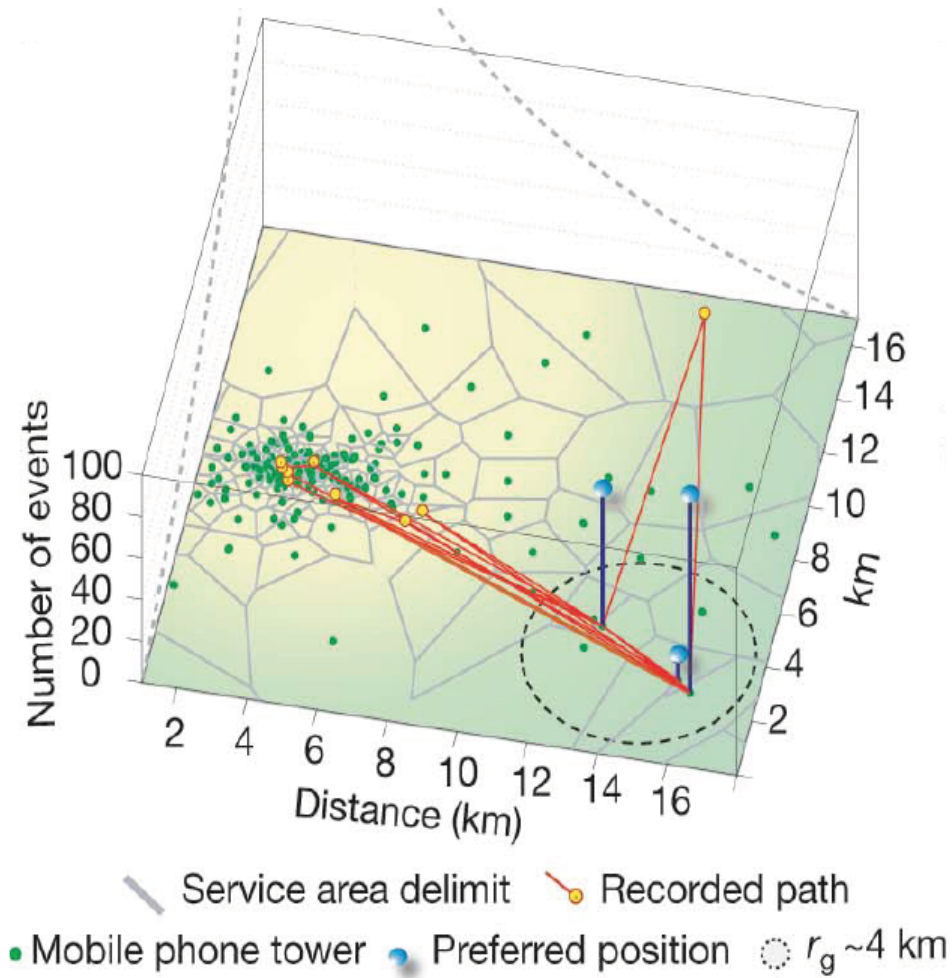 Number of events
100
80
60
40
20
0
2
4
6
8
10
12
14
16
Distance (km)
16
14
12
10
8
6
4
2
km
Service area delimit
Recorded path
Mobile phone tower
Preferred position
rg ~4 km